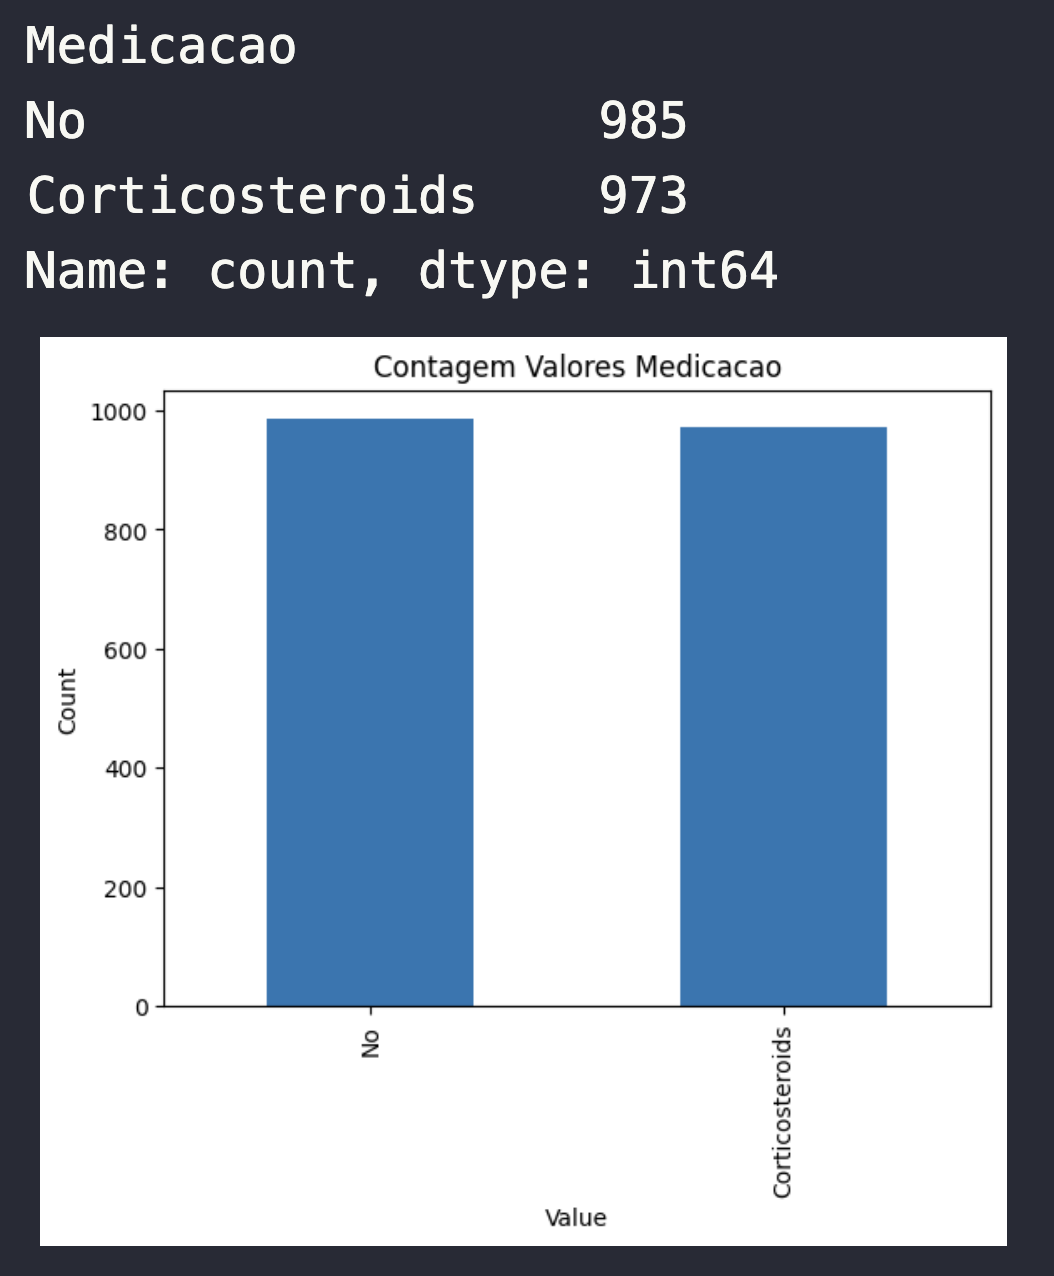 Medicacao
No 985
Corticosteroids 973
Name: count, dtype: int64
Contagem Valores Medicacao
1000
800
600
400
200
0
Count
No
Corticosteroids
Value